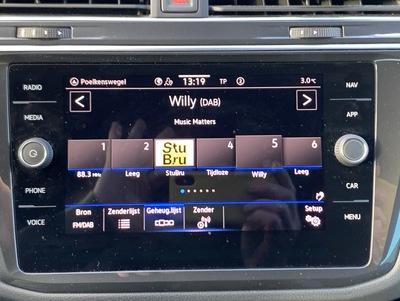 Poelkensweg 13:19 TP 2 3.0°C
RADIO
MEDIA
PHONE
VOICE
NAV
APP
CAR
MENU
< Willy (DAB) >
Music Matters
1 2 Stu Bru 4 5 6
88.3 MHz Leeg StuBru Tijdloze Willy Leeg
Bron Zenderlijst Geheug.lijst Zender Setup
FM/DAB